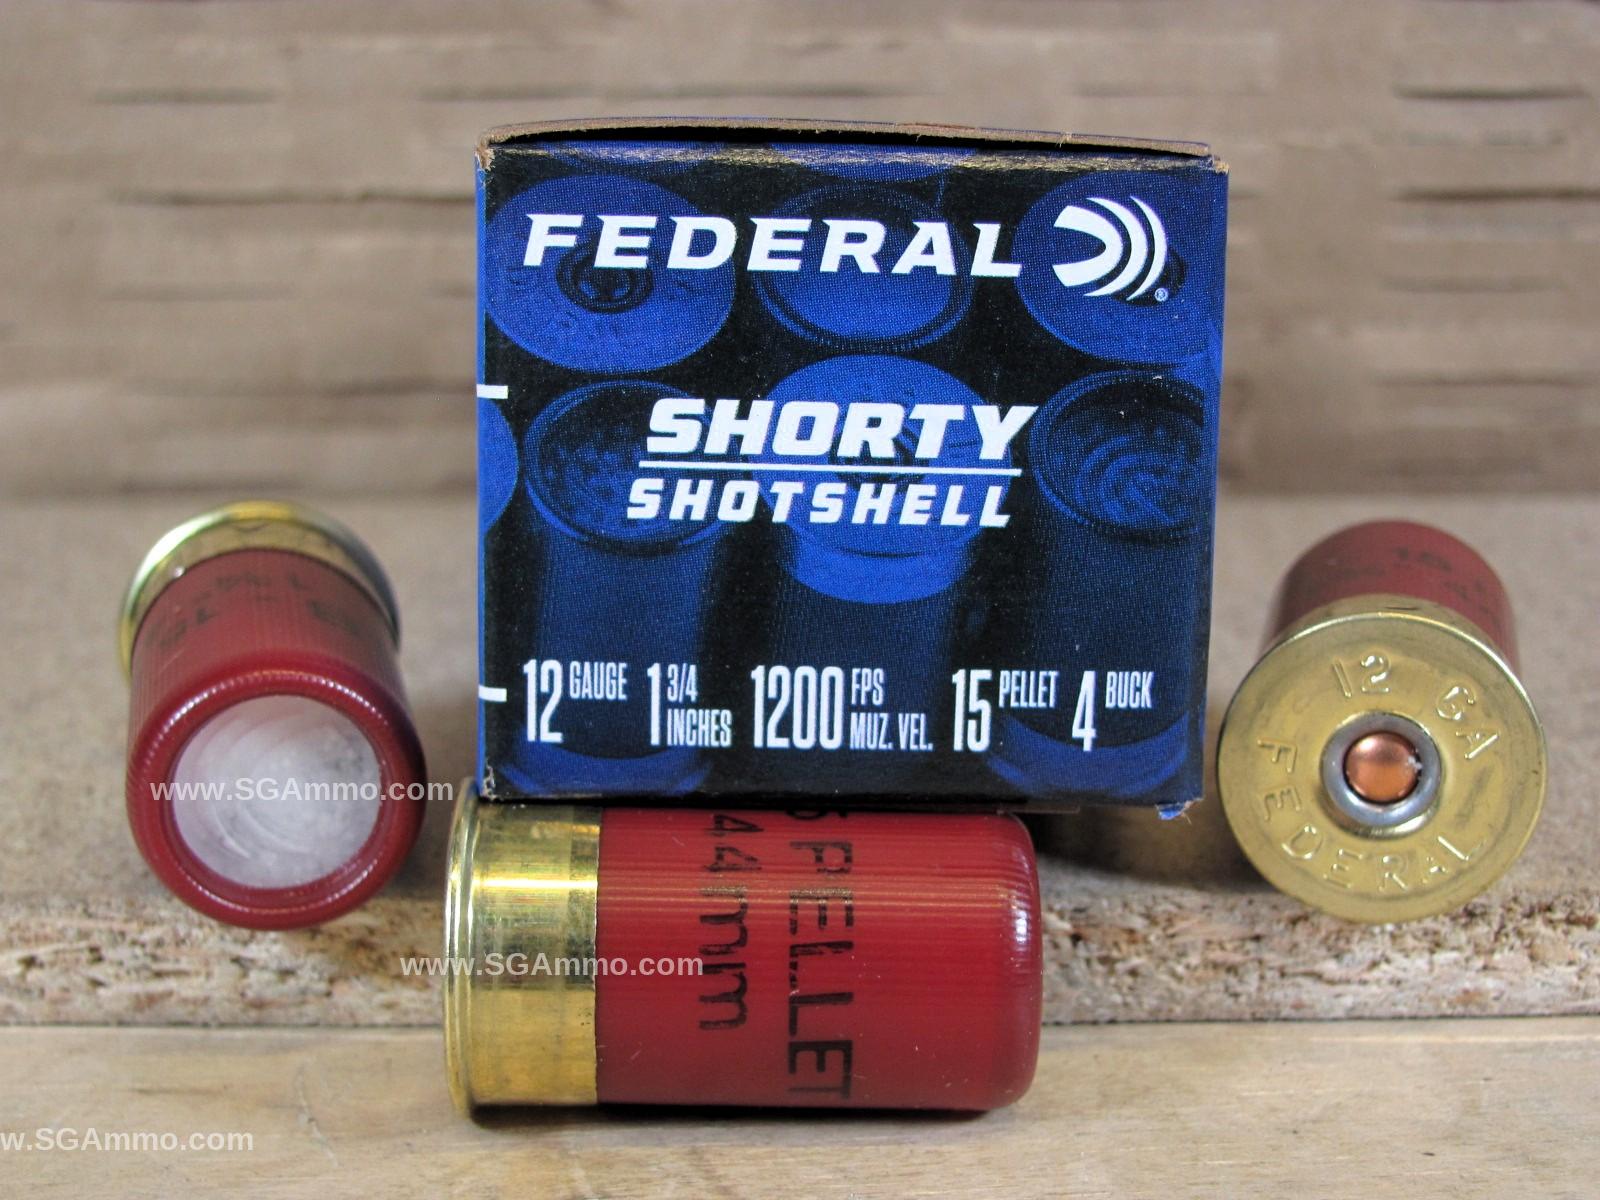 FEDERAL
SHORTY
SHOTSHELL
12 GAUGE 1 3/4 INCHES 1200 FPS MUZ. VEL. 15 PELLET 4 BUCK
12 GA
FEDERAL
www.SGAmmo.com
PELLET
44mm
www.SGAmmo.com
w.SGAmmo.com